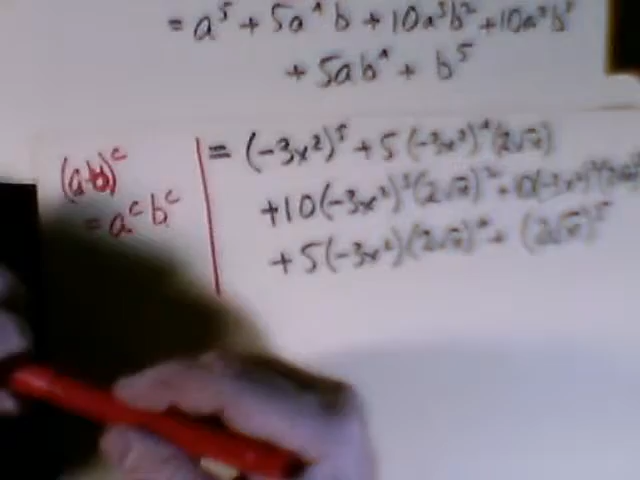 = a⁵ + 5a⁴b + 10a³b² + 10a²b³
+ 5ab⁴ + b⁵
(a·b)ᶜ
= aᶜbᶜ
= (-3x²)⁵ + 5(-3x²)⁴(2√x)
+10(-3x²)³(2√x)²
+5(-3x²)(2√x)⁴ + (2√x)⁵